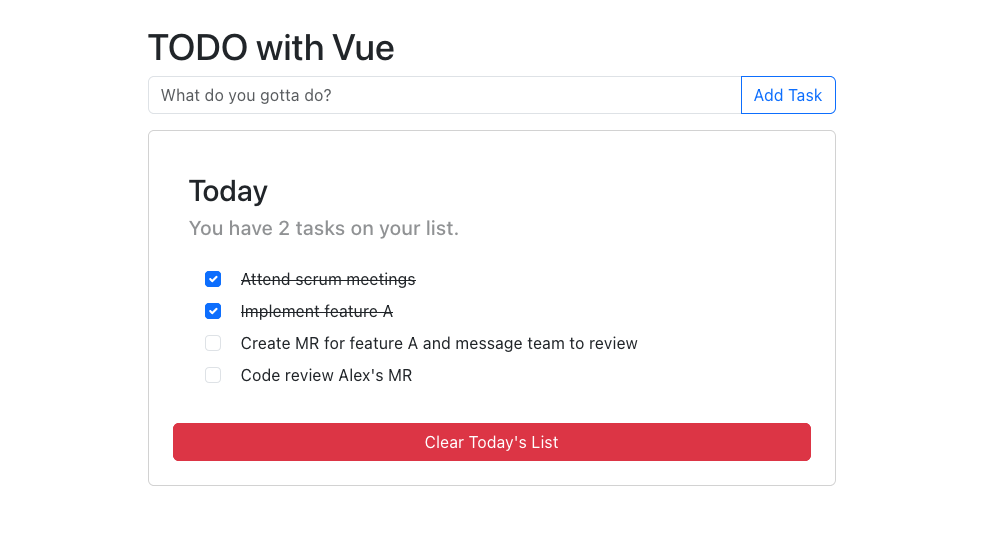 TODO with Vue
What do you gotta do?
Add Task
Today
You have 2 tasks on your list.
Attend scrum meetings
Implement feature A
Create MR for feature A and message team to review
Code review Alex's MR
Clear Today's List